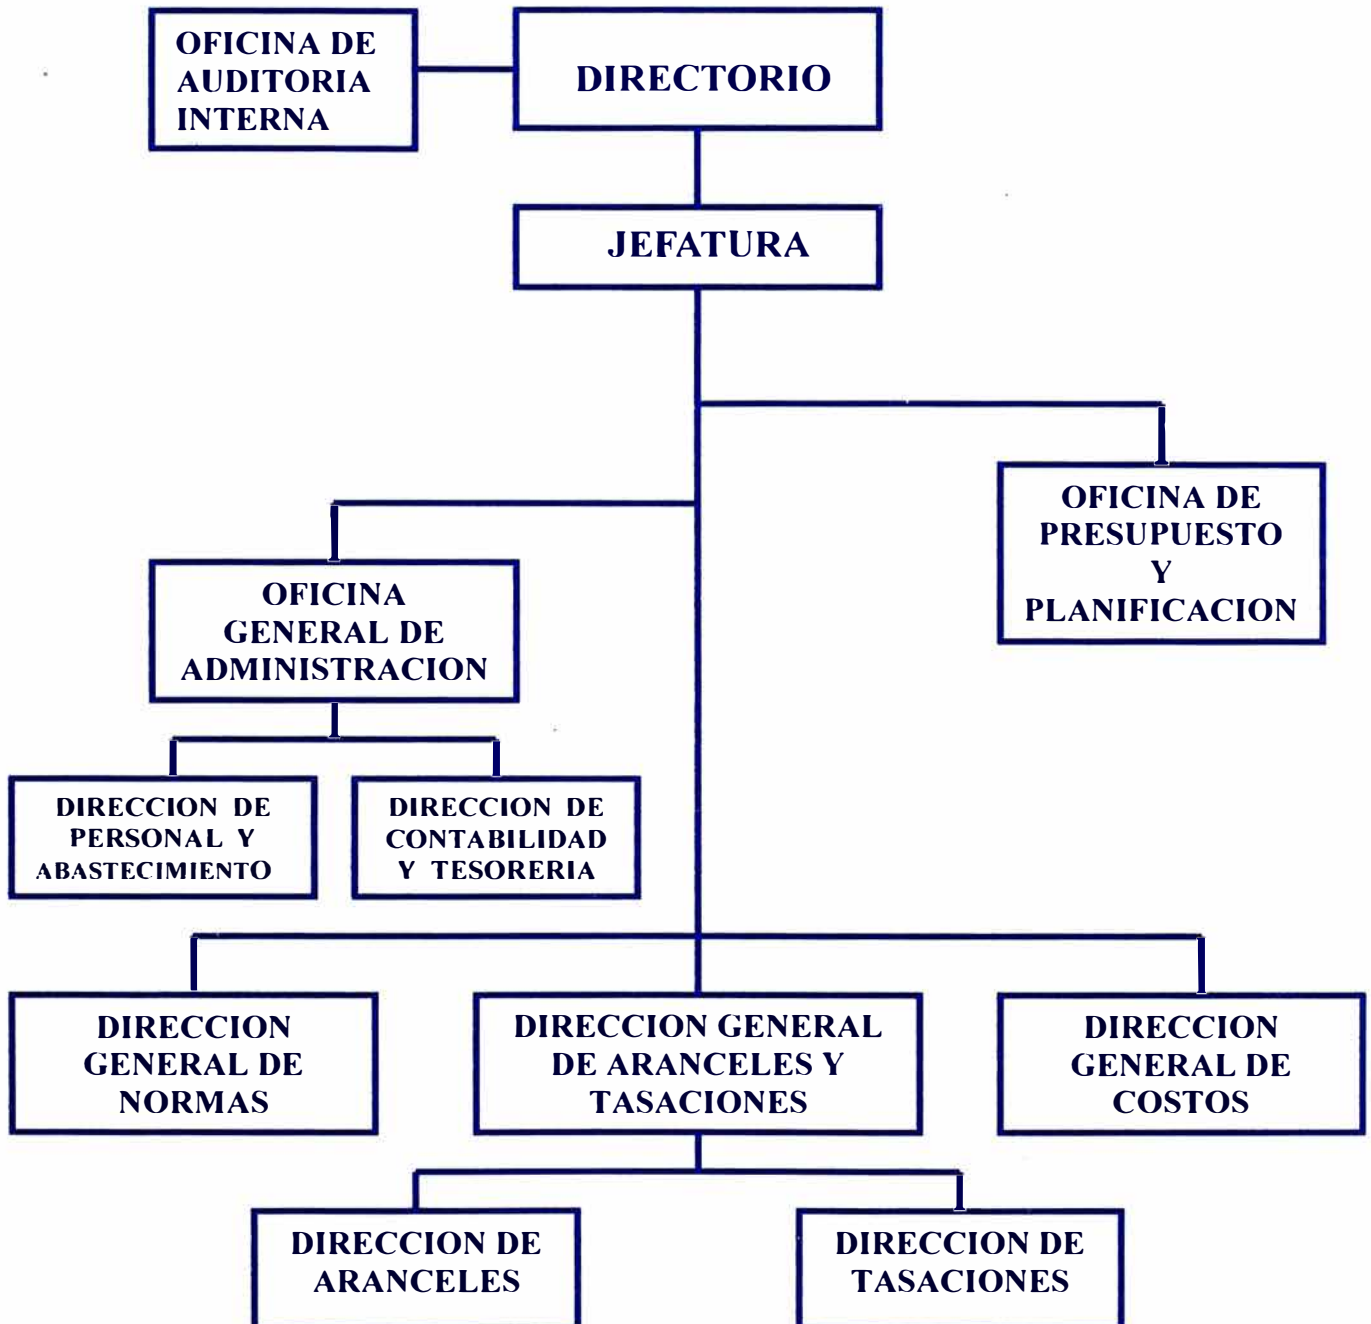 OFICINA DE
AUDITORIA
INTERNA
DIRECTORIO
JEFATURA
OFICINA DE
PRESUPUESTO
Y
PLANIFICACION
OFICINA
GENERAL DE
ADMINISTRACION
DIRECCION DE
PERSONAL Y
ABASTECIMIENTO
DIRECCION DE
CONTABILIDAD
Y TESORERIA
DIRECCION
GENERAL DE
NORMAS
DIRECCION GENERAL
DE ARANCELES Y
TASACIONES
DIRECCION
GENERAL DE
COSTOS
DIRECCION DE
ARANCELES
DIRECCION DE
TASACIONES